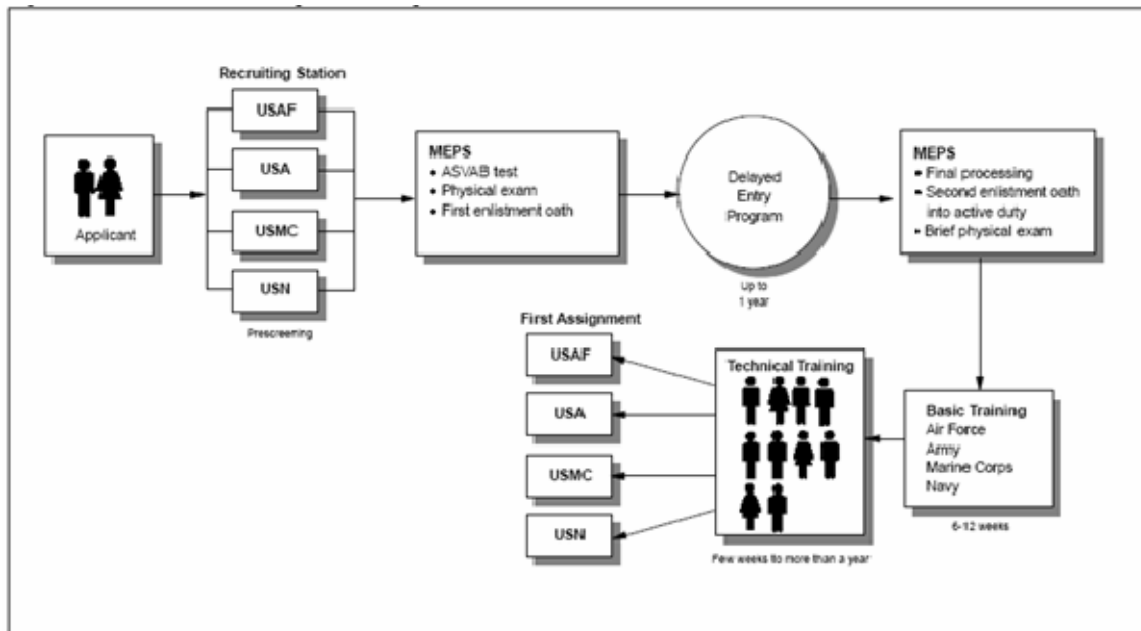 Recruiting Station
USAF
USA
USMC
USN
Prescreening
Applicant
MEPS
• ASVAB test
• Physical exam
• First enlistment oath
Delayed
Entry
Program
Up to
1 year
MEPS
• Final processing
• Second enlistment oath
into active duty
• Brief physical exam
Basic Training
Air Force
Army
Marine Corps
Navy
6-12 weeks
Technical Training
Few weeks to more than a year
First Assignment
USAF
USA
USMC
USN